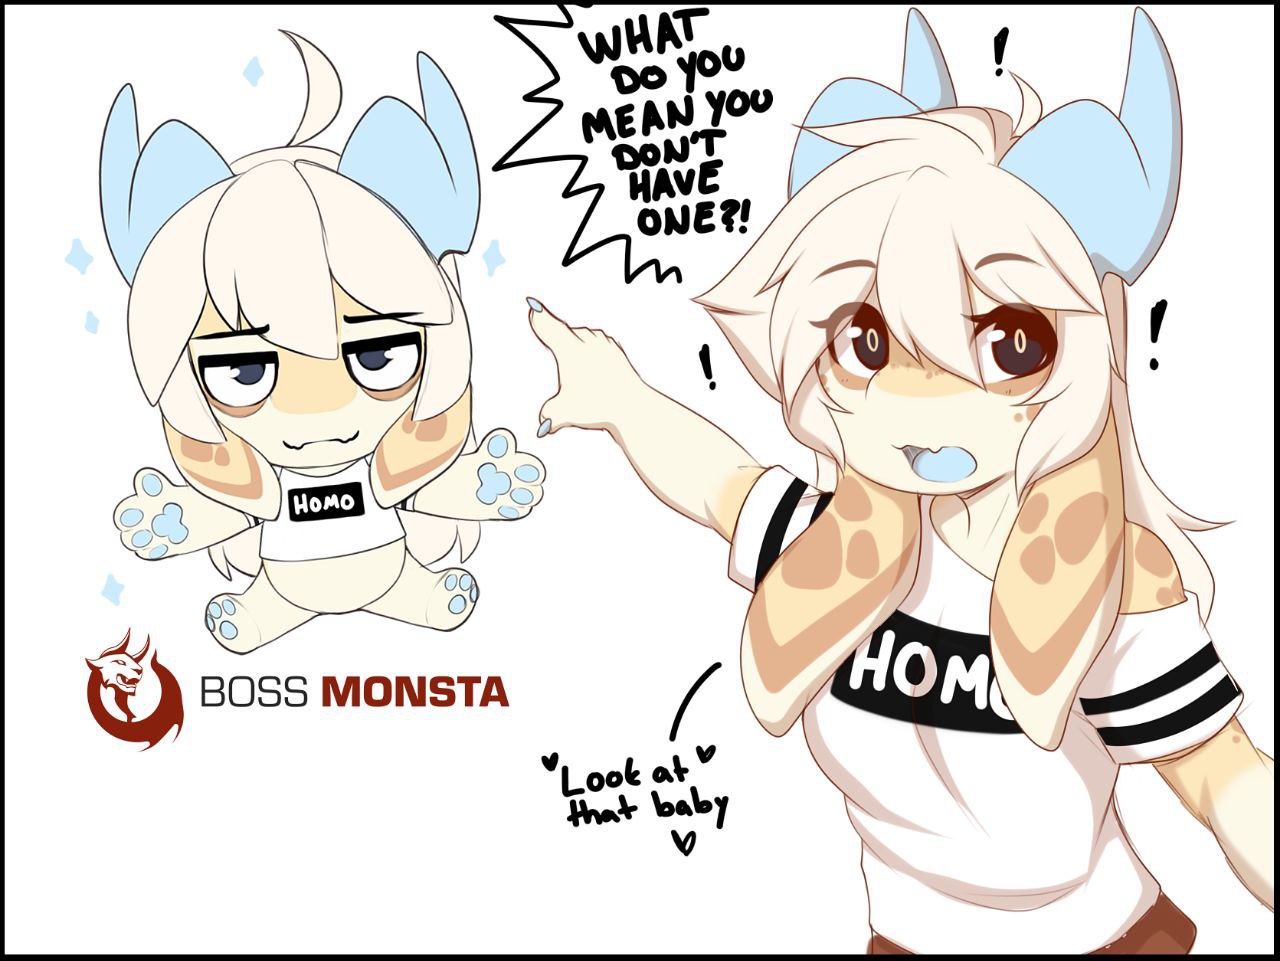 WHAT
DO YOU
MEAN YOU
DON'T
HAVE
ONE?!
!
!
!
HOMO
HOMO
BOSS MONSTA
Look at
that baby